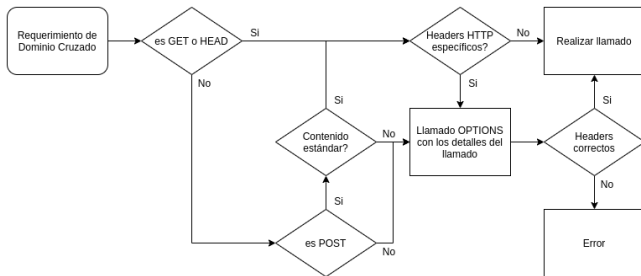 Requerimiento de
Dominio Cruzado
es GET o HEAD
Si
Headers HTTP
específicos?
No
Realizar llamado
No
Si
Si
Contenido
estándar?
No
Llamado OPTIONS
con los detalles del
llamado
Si
Headers
correctos
Si
No
es POST
No
Error